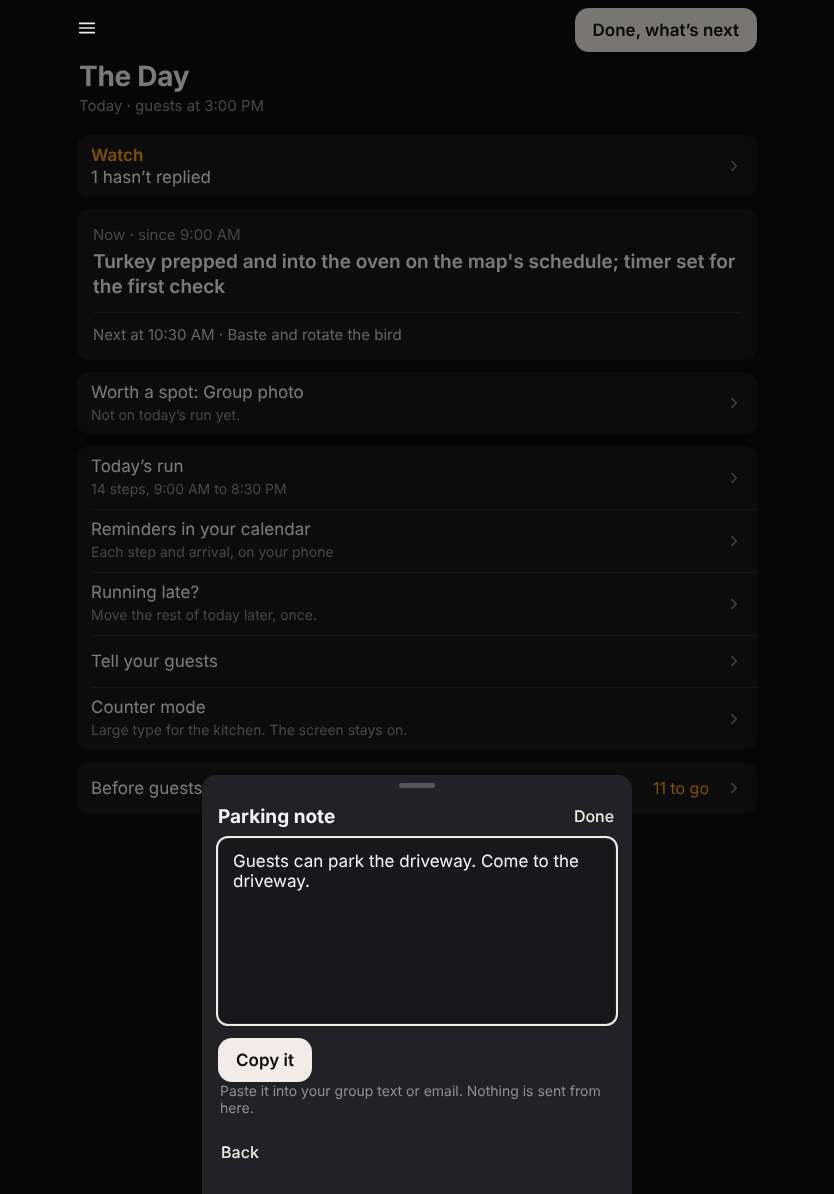 Done, what’s next
The Day
Today · guests at 3:00 PM
Watch
1 hasn’t replied
Now · since 9:00 AM
Turkey prepped and into the oven on the map's schedule; timer set for
the first check
Next at 10:30 AM · Baste and rotate the bird
Worth a spot: Group photo
Not on today’s run yet.
Today’s run
14 steps, 9:00 AM to 8:30 PM
Reminders in your calendar
Each step and arrival, on your phone
Running late?
Move the rest of today later, once.
Tell your guests
Counter mode
Large type for the kitchen. The screen stays on.
Before guests
11 to go
Parking note
Done
Guests can park the driveway. Come to the
driveway.
Copy it
Paste it into your group text or email. Nothing is sent from
here.
Back